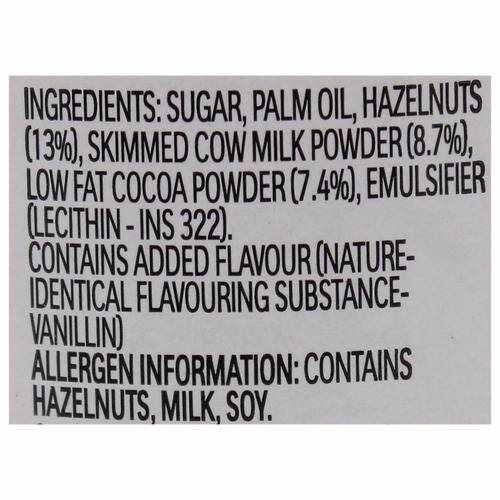 INGREDIENTS: SUGAR, PALM OIL, HAZELNUTS
(13%), SKIMMED COW MILK POWDER (8.7%),
LOW FAT COCOA POWDER (7.4%), EMULSIFIER
(LECITHIN - INS 322).
CONTAINS ADDED FLAVOUR (NATURE-
IDENTICAL FLAVOURING SUBSTANCE-
VANILLIN)
ALLERGEN INFORMATION: CONTAINS
HAZELNUTS, MILK, SOY.